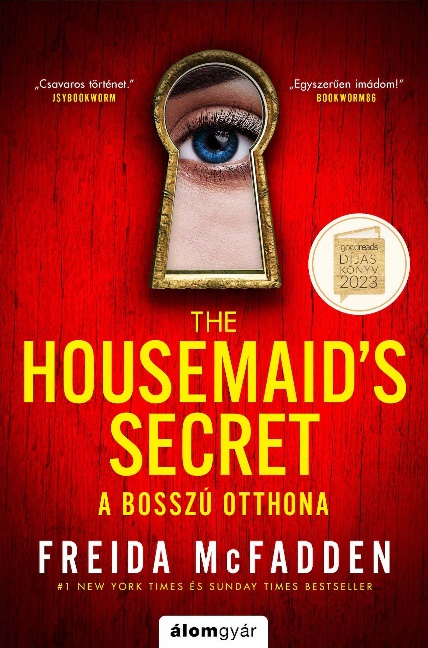 „Csavaros történet.”
JSYBOOKWORM
„Egyszerűen imádom!”
BOOKWORM86
goodreads
DÍJAS
KÖNYV
2023
THE
HOUSEMAID'S
SECRET
A BOSSZÚ OTTHONA
FREIDA McFADDEN
#1 NEW YORK TIMES ÉS SUNDAY TIMES BESTSELLER
álomgyár